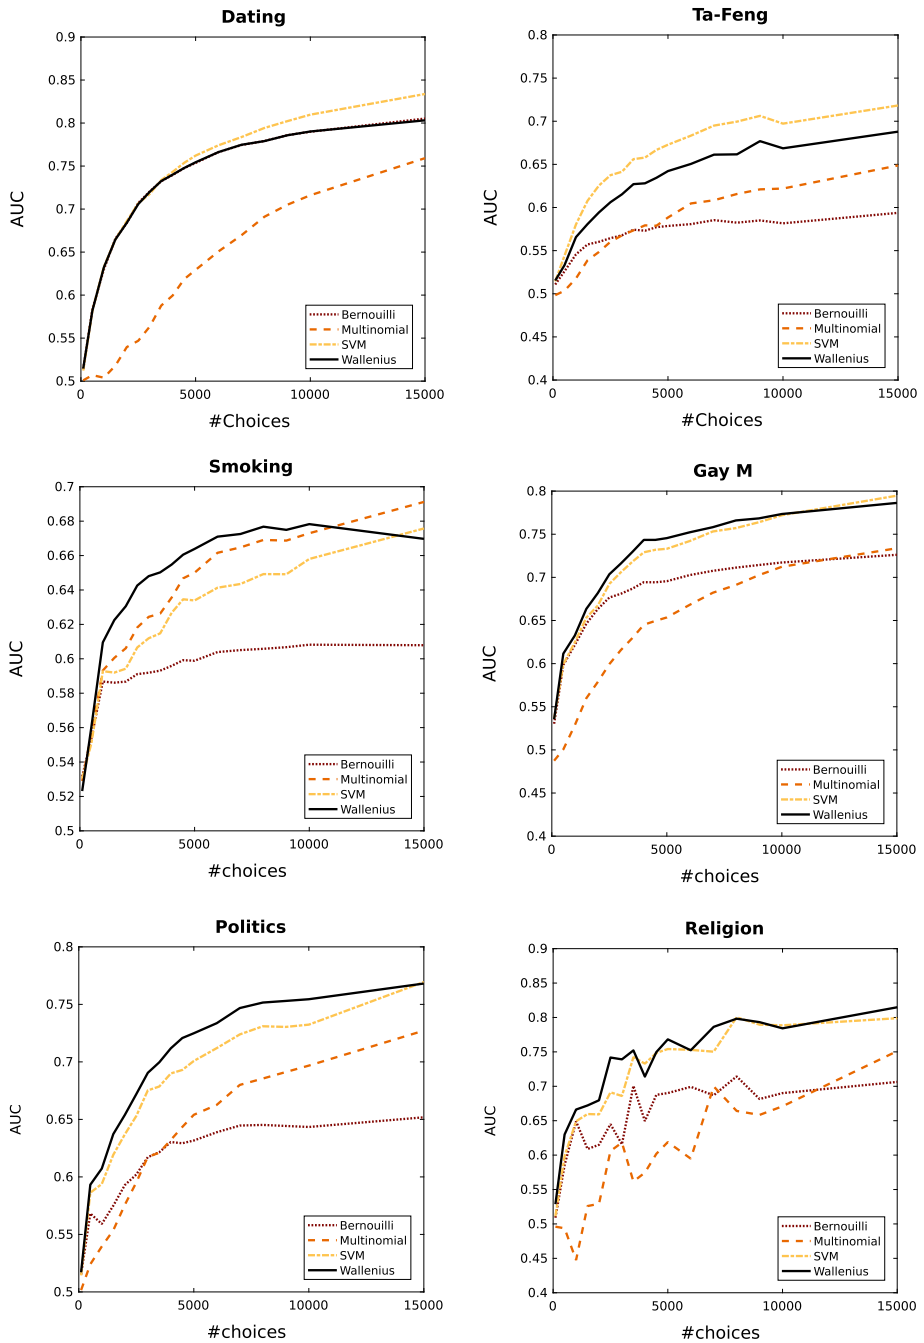 Dating
0.9
0.85
0.8
0.75
0.7
0.65
0.6
0.55
0.5
AUC
0 5000 10000 15000
#Choices
Bernouilli
Multinomial
SVM
Wallenius
Ta-Feng
0.8
0.75
0.7
0.65
0.6
0.55
0.5
0.45
0.4
AUC
0 5000 10000 15000
#Choices
Bernouilli
Multinomial
SVM
Wallenius
Smoking
0.7
0.68
0.66
0.64
0.62
0.6
0.58
0.56
0.54
0.52
0.5
AUC
0 5000 10000 15000
#choices
Bernouilli
Multinomial
SVM
Wallenius
Gay M
0.8
0.75
0.7
0.65
0.6
0.55
0.5
0.45
0.4
AUC
0 5000 10000 15000
#choices
Bernouilli
Multinomial
SVM
Wallenius
Politics
0.8
0.75
0.7
0.65
0.6
0.55
0.5
AUC
0 5000 10000 15000
#choices
Bernouilli
Multinomial
SVM
Wallenius
Religion
0.9
0.85
0.8
0.75
0.7
0.65
0.6
0.55
0.5
0.45
0.4
AUC
0 5000 10000 15000
#choices
Bernouilli
Multinomial
SVM
Wallenius